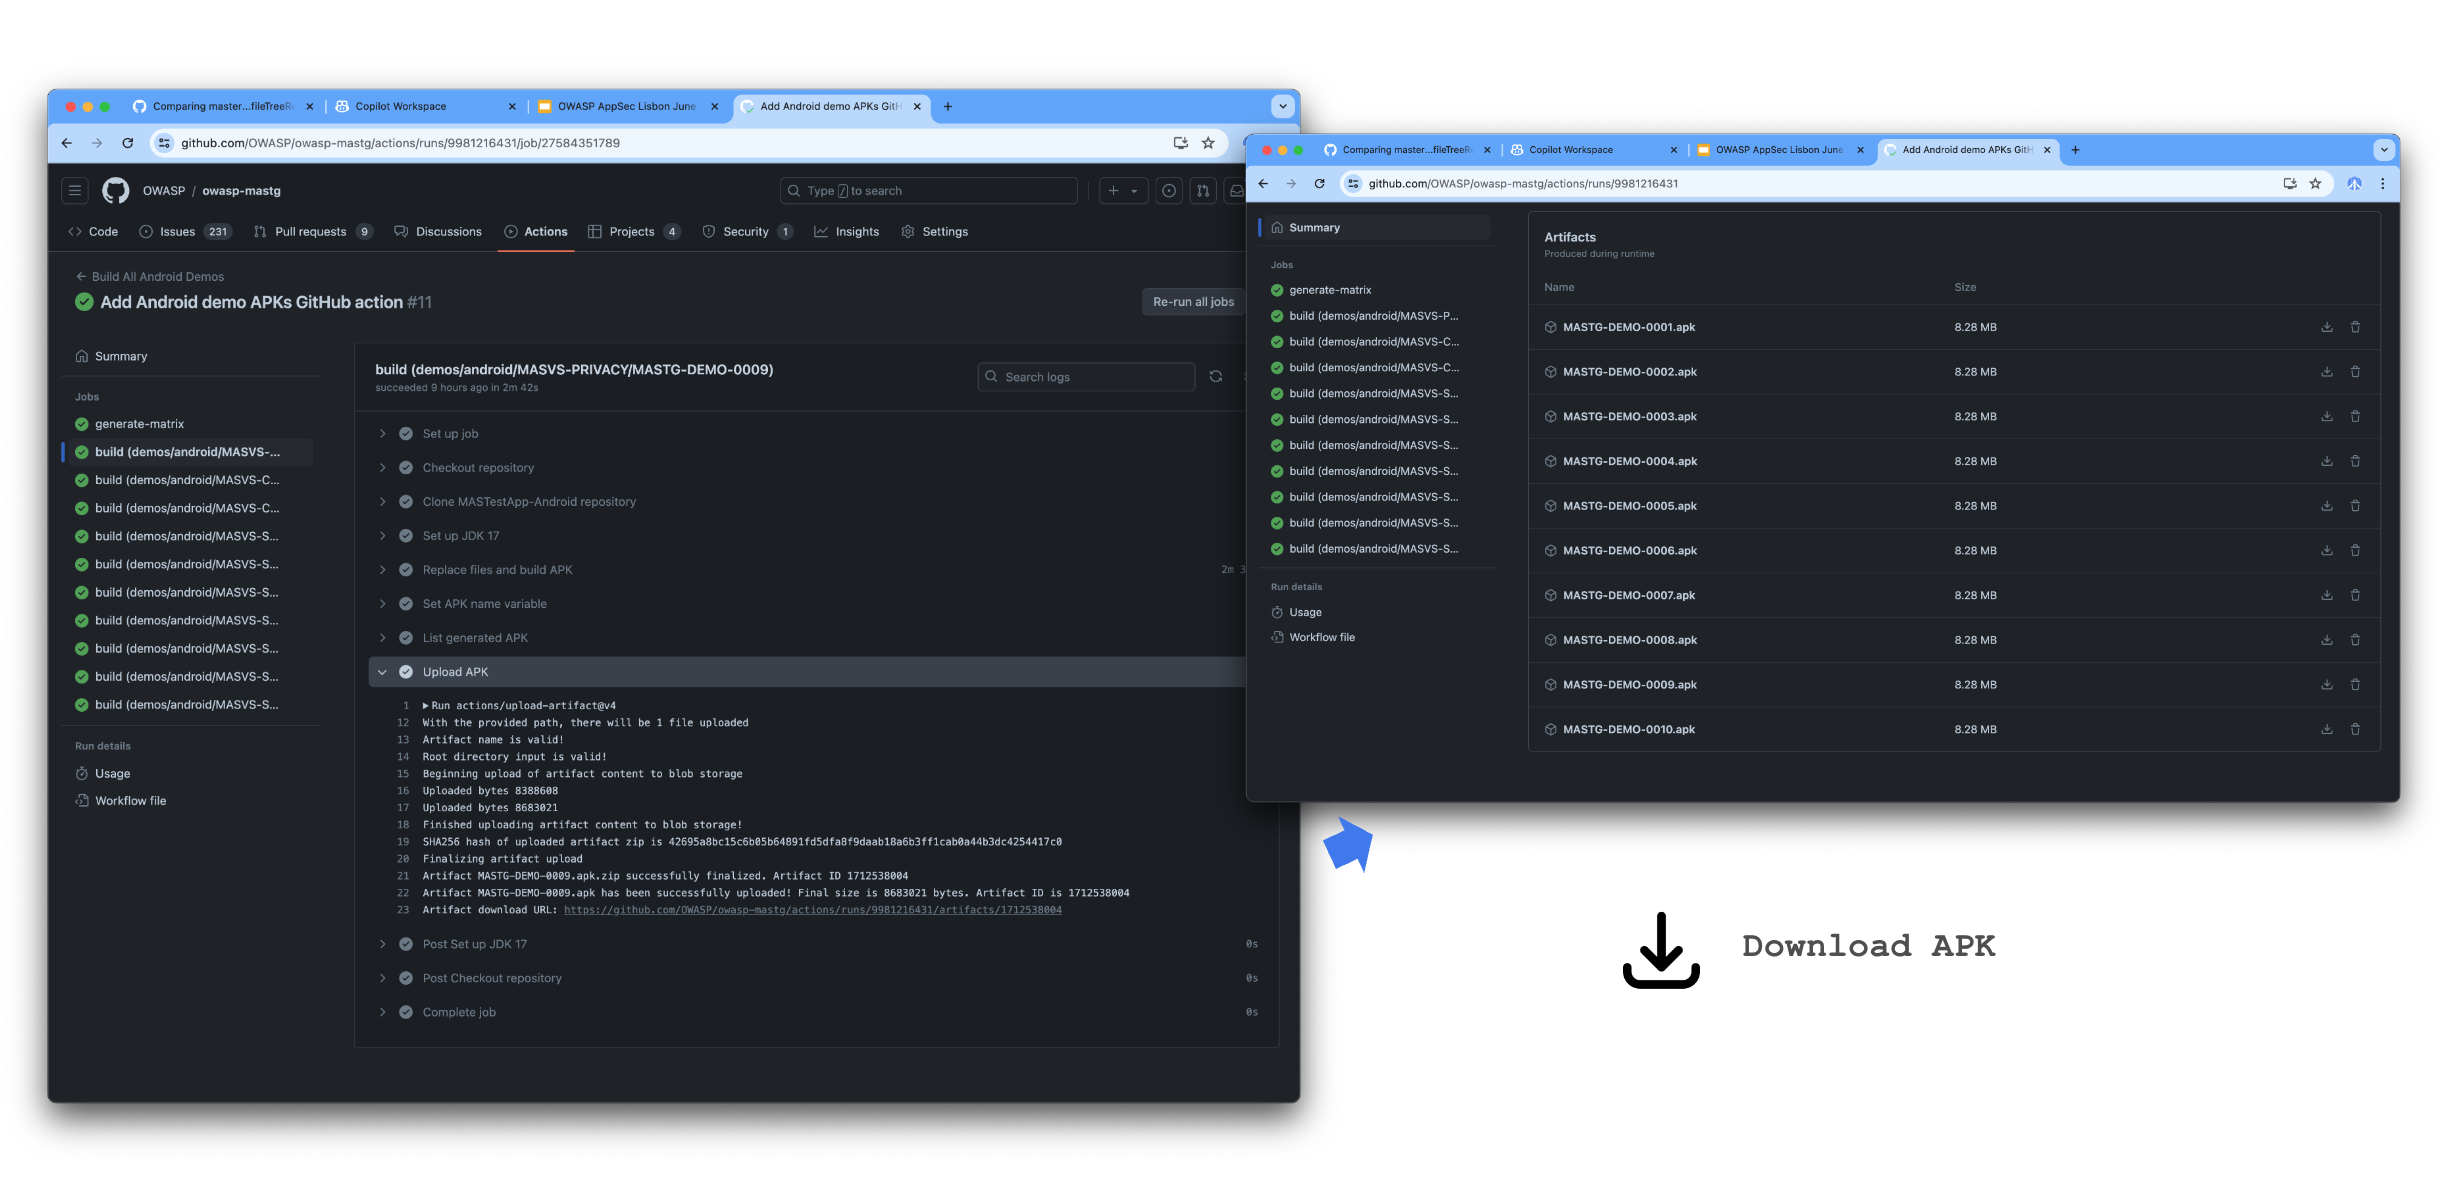 Comparing master...fileTreeRe
Copilot Workspace
OWASP AppSec Lisbon June
Add Android demo APKs GitH
github.com/OWASP/owasp-mastg/actions/runs/9981216431/job/27584351789
OWASP / owasp-mastg
Type / to search
Code
Issues 231
Pull requests 9
Discussions
Actions
Projects 4
Security 1
Insights
Settings
Build All Android Demos
Add Android demo APKs GitHub action #11
Re-run all jobs
Summary
Jobs
generate-matrix
build (demos/android/MASVS-...
build (demos/android/MASVS-C...
build (demos/android/MASVS-C...
build (demos/android/MASVS-S...
build (demos/android/MASVS-S...
build (demos/android/MASVS-S...
build (demos/android/MASVS-S...
build (demos/android/MASVS-S...
build (demos/android/MASVS-S...
build (demos/android/MASVS-S...
Run details
Usage
Workflow file
build (demos/android/MASVS-PRIVACY/MASTG-DEMO-0009)
succeeded 9 hours ago in 2m 42s
Search logs
Set up job
Checkout repository
Clone MASTestApp-Android repository
Set up JDK 17
Replace files and build APK
2m 3
Set APK name variable
List generated APK
Upload APK
1 Run actions/upload-artifact@v4
12 With the provided path, there will be 1 file uploaded
13 Artifact name is valid!
14 Root directory input is valid!
15 Beginning upload of artifact content to blob storage
16 Uploaded bytes 8388608
17 Uploaded bytes 8683021
18 Finished uploading artifact content to blob storage!
19 SHA256 hash of uploaded artifact zip is 42695a8bc15c6b05b64891fd5dfa8f9daab18a6b3ff1cab0a44b3dc4254417c0
20 Finalizing artifact upload
21 Artifact MASTG-DEMO-0009.apk.zip successfully finalized. Artifact ID 1712538004
22 Artifact MASTG-DEMO-0009.apk has been successfully uploaded! Final size is 8683021 bytes. Artifact ID is 1712538004
23 Artifact download URL: https://github.com/OWASP/owasp-mastg/actions/runs/9981216431/artifacts/1712538004
Post Set up JDK 17 0s
Post Checkout repository 0s
Complete job 0s
Comparing master...fileTreeRe
Copilot Workspace
OWASP AppSec Lisbon June
Add Android demo APKs GitH
github.com/OWASP/owasp-mastg/actions/runs/9981216431
Summary
Jobs
generate-matrix
build (demos/android/MASVS-P...
build (demos/android/MASVS-C...
build (demos/android/MASVS-C...
build (demos/android/MASVS-S...
build (demos/android/MASVS-S...
build (demos/android/MASVS-S...
build (demos/android/MASVS-S...
build (demos/android/MASVS-S...
build (demos/android/MASVS-S...
build (demos/android/MASVS-S...
Run details
Usage
Workflow file
Artifacts
Produced during runtime
Name Size
MASTG-DEMO-0001.apk 8.28 MB
MASTG-DEMO-0002.apk 8.28 MB
MASTG-DEMO-0003.apk 8.28 MB
MASTG-DEMO-0004.apk 8.28 MB
MASTG-DEMO-0005.apk 8.28 MB
MASTG-DEMO-0006.apk 8.28 MB
MASTG-DEMO-0007.apk 8.28 MB
MASTG-DEMO-0008.apk 8.28 MB
MASTG-DEMO-0009.apk 8.28 MB
MASTG-DEMO-0010.apk 8.28 MB
Download APK